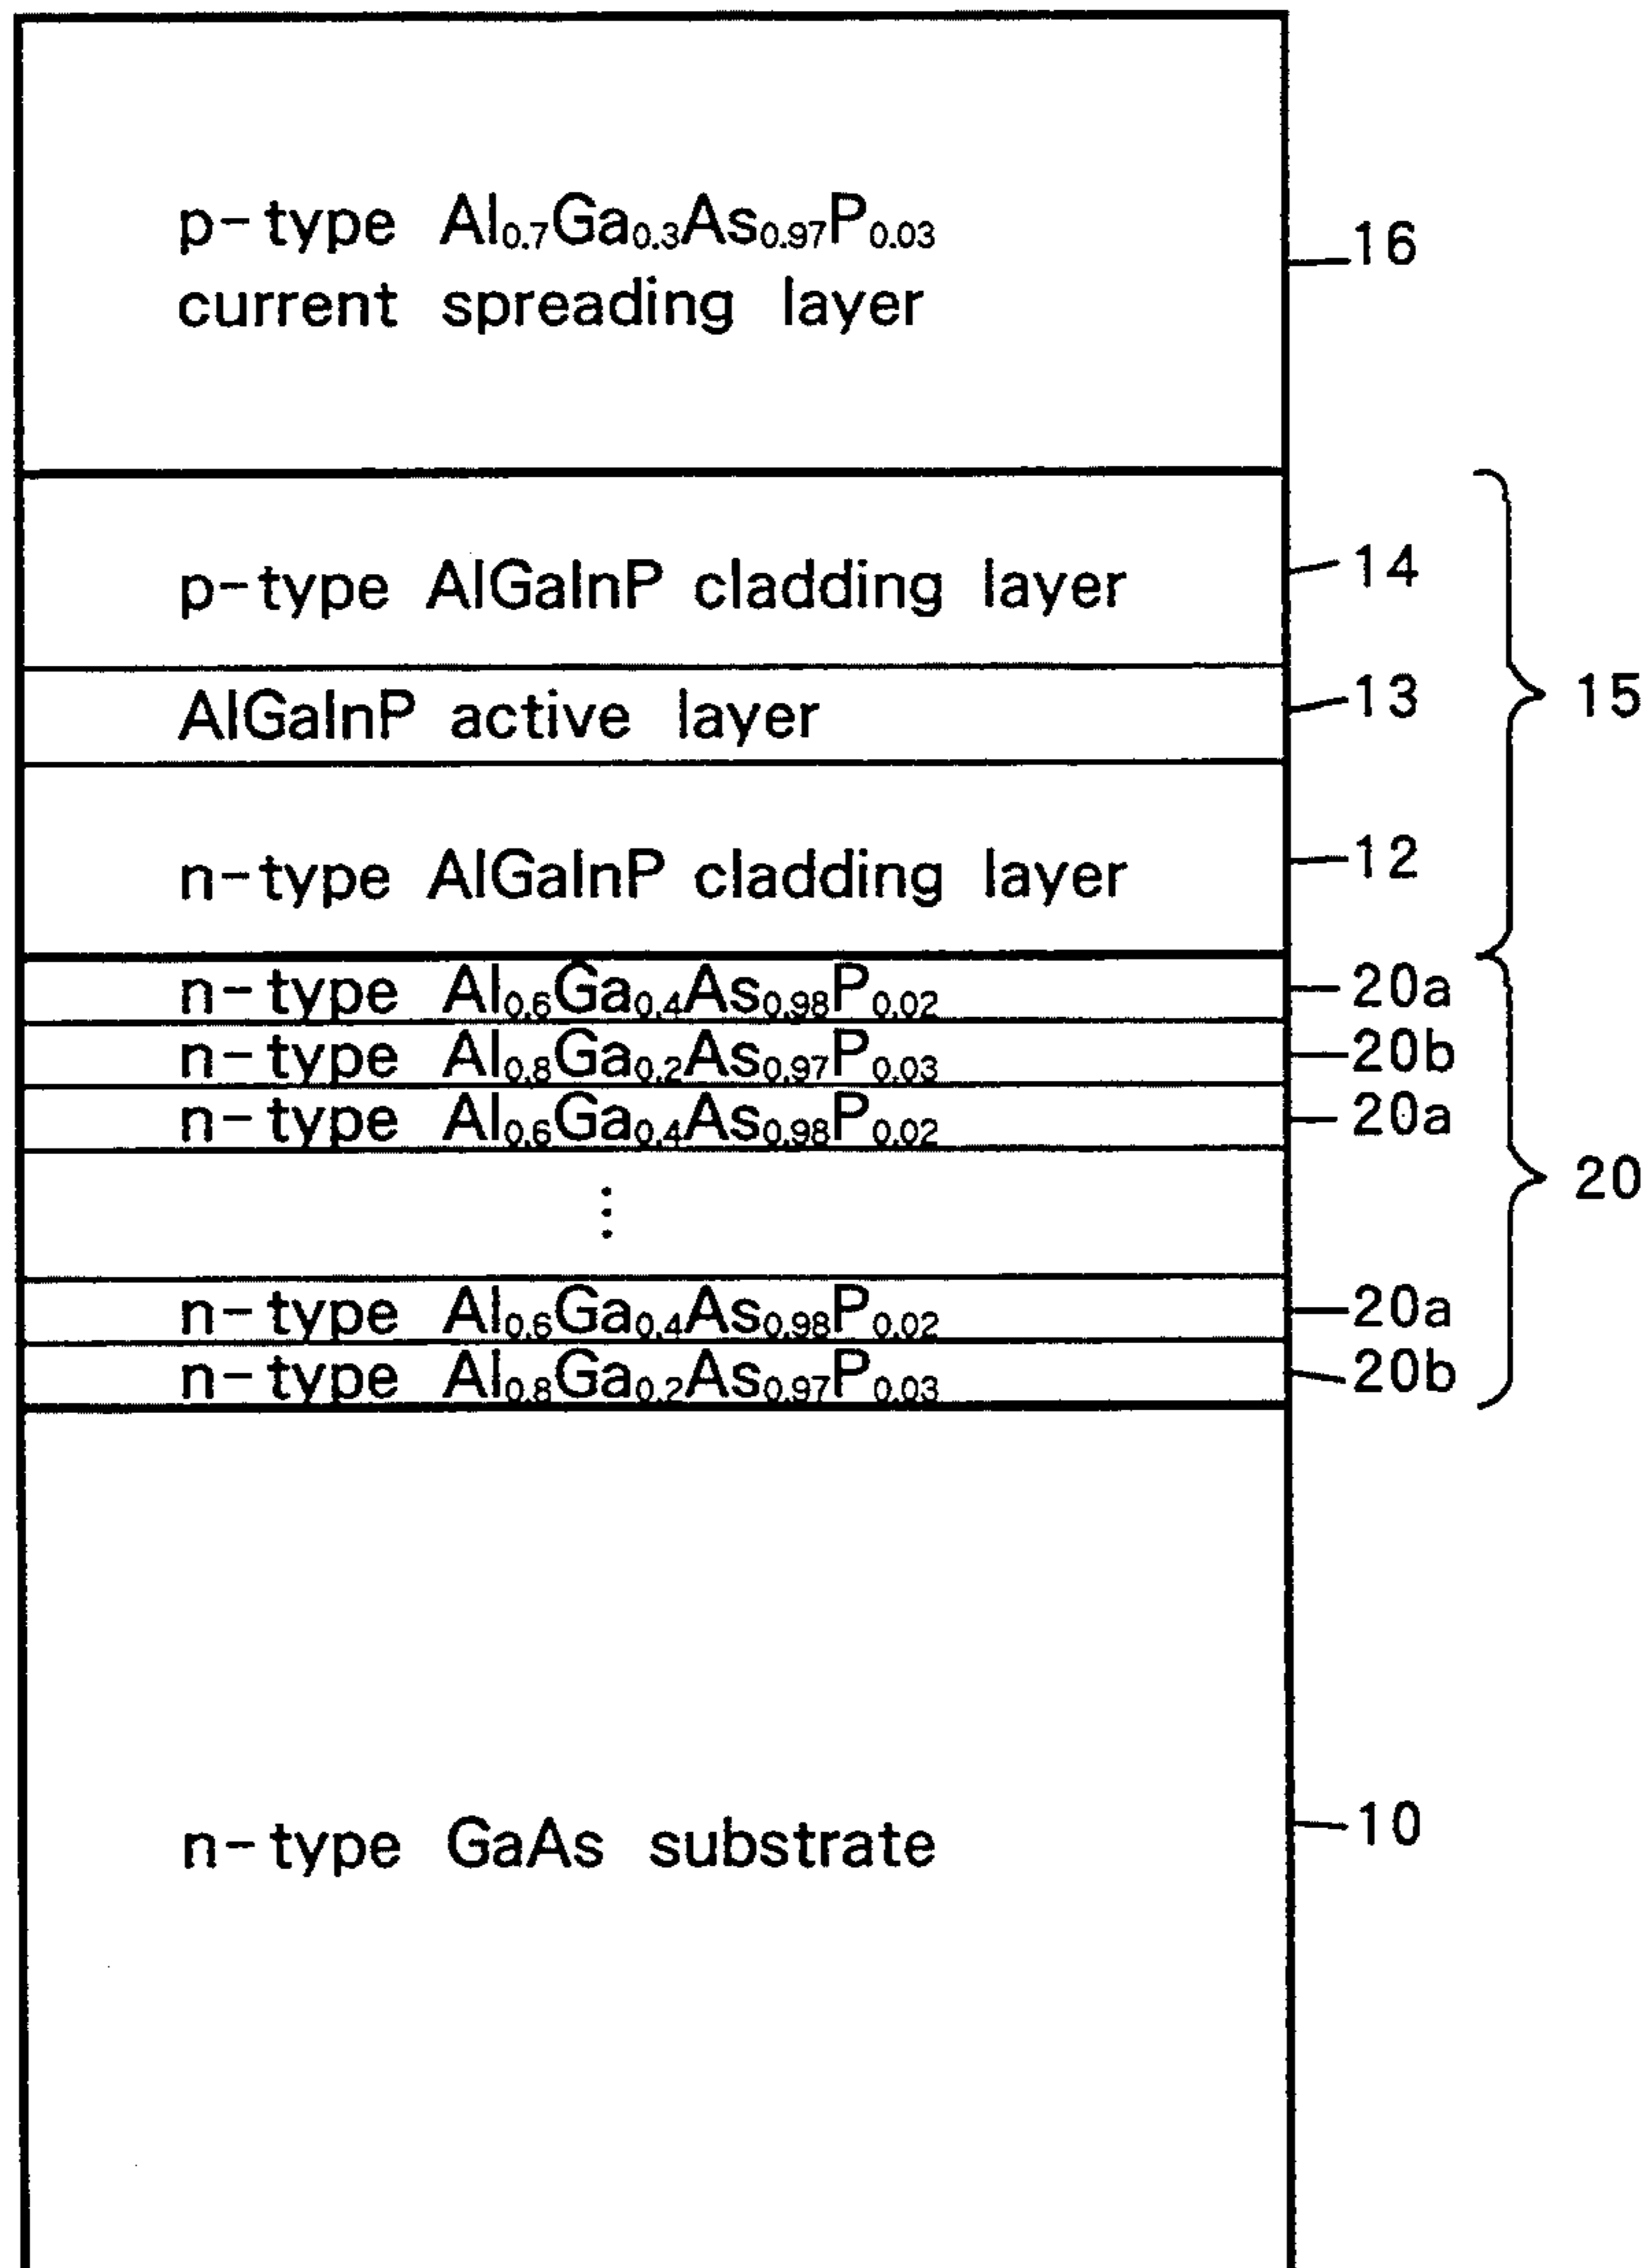 p-type Al0.7Ga0.3As0.97P0.03
current spreading layer
16
p-type AlGaInP cladding layer
14
AlGaInP active layer
13
15
n-type AlGaInP cladding layer
12
n-type Al0.6Ga0.4As0.98P0.02
20a
n-type Al0.8Ga0.2As0.97P0.03
20b
n-type Al0.6Ga0.4As0.98P0.02
20a
20
n-type Al0.6Ga0.4As0.98P0.02
20a
n-type Al0.8Ga0.2As0.97P0.03
20b
n-type GaAs substrate
10